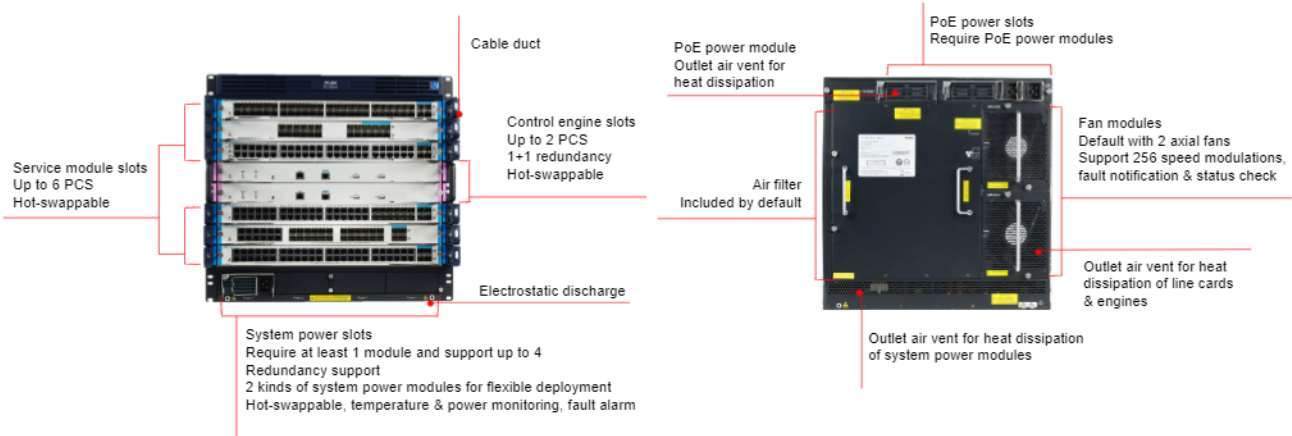 Cable duct
Service module slots
Up to 6 PCS
Hot-swappable
Control engine slots
Up to 2 PCS
1+1 redundancy
Hot-swappable
Electrostatic discharge
System power slots
Require at least 1 module and support up to 4
Redundancy support
2 kinds of system power modules for flexible deployment
Hot-swappable, temperature & power monitoring, fault alarm
PoE power slots
Require PoE power modules
PoE power module
Outlet air vent for
heat dissipation
Air filter
Included by default
Fan modules
Default with 2 axial fans
Support 256 speed modulations,
fault notification & status check
Outlet air vent for heat
dissipation of line cards
& engines
Outlet air vent for heat dissipation
of system power modules